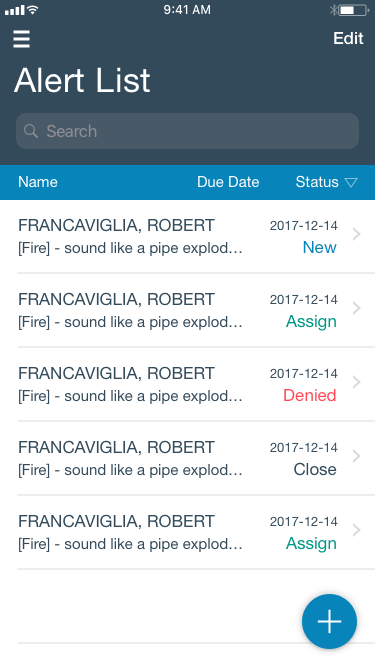 9:41 AM
Edit
Alert List
Search
Name Due Date Status
FRANCAVIGLIA, ROBERT 2017-12-14
[Fire] - sound like a pipe explod... New
FRANCAVIGLIA, ROBERT 2017-12-14
[Fire] - sound like a pipe explod... Assign
FRANCAVIGLIA, ROBERT 2017-12-14
[Fire] - sound like a pipe explod... Denied
FRANCAVIGLIA, ROBERT 2017-12-14
[Fire] - sound like a pipe explod... Close
FRANCAVIGLIA, ROBERT 2017-12-14
[Fire] - sound like a pipe explod... Assign